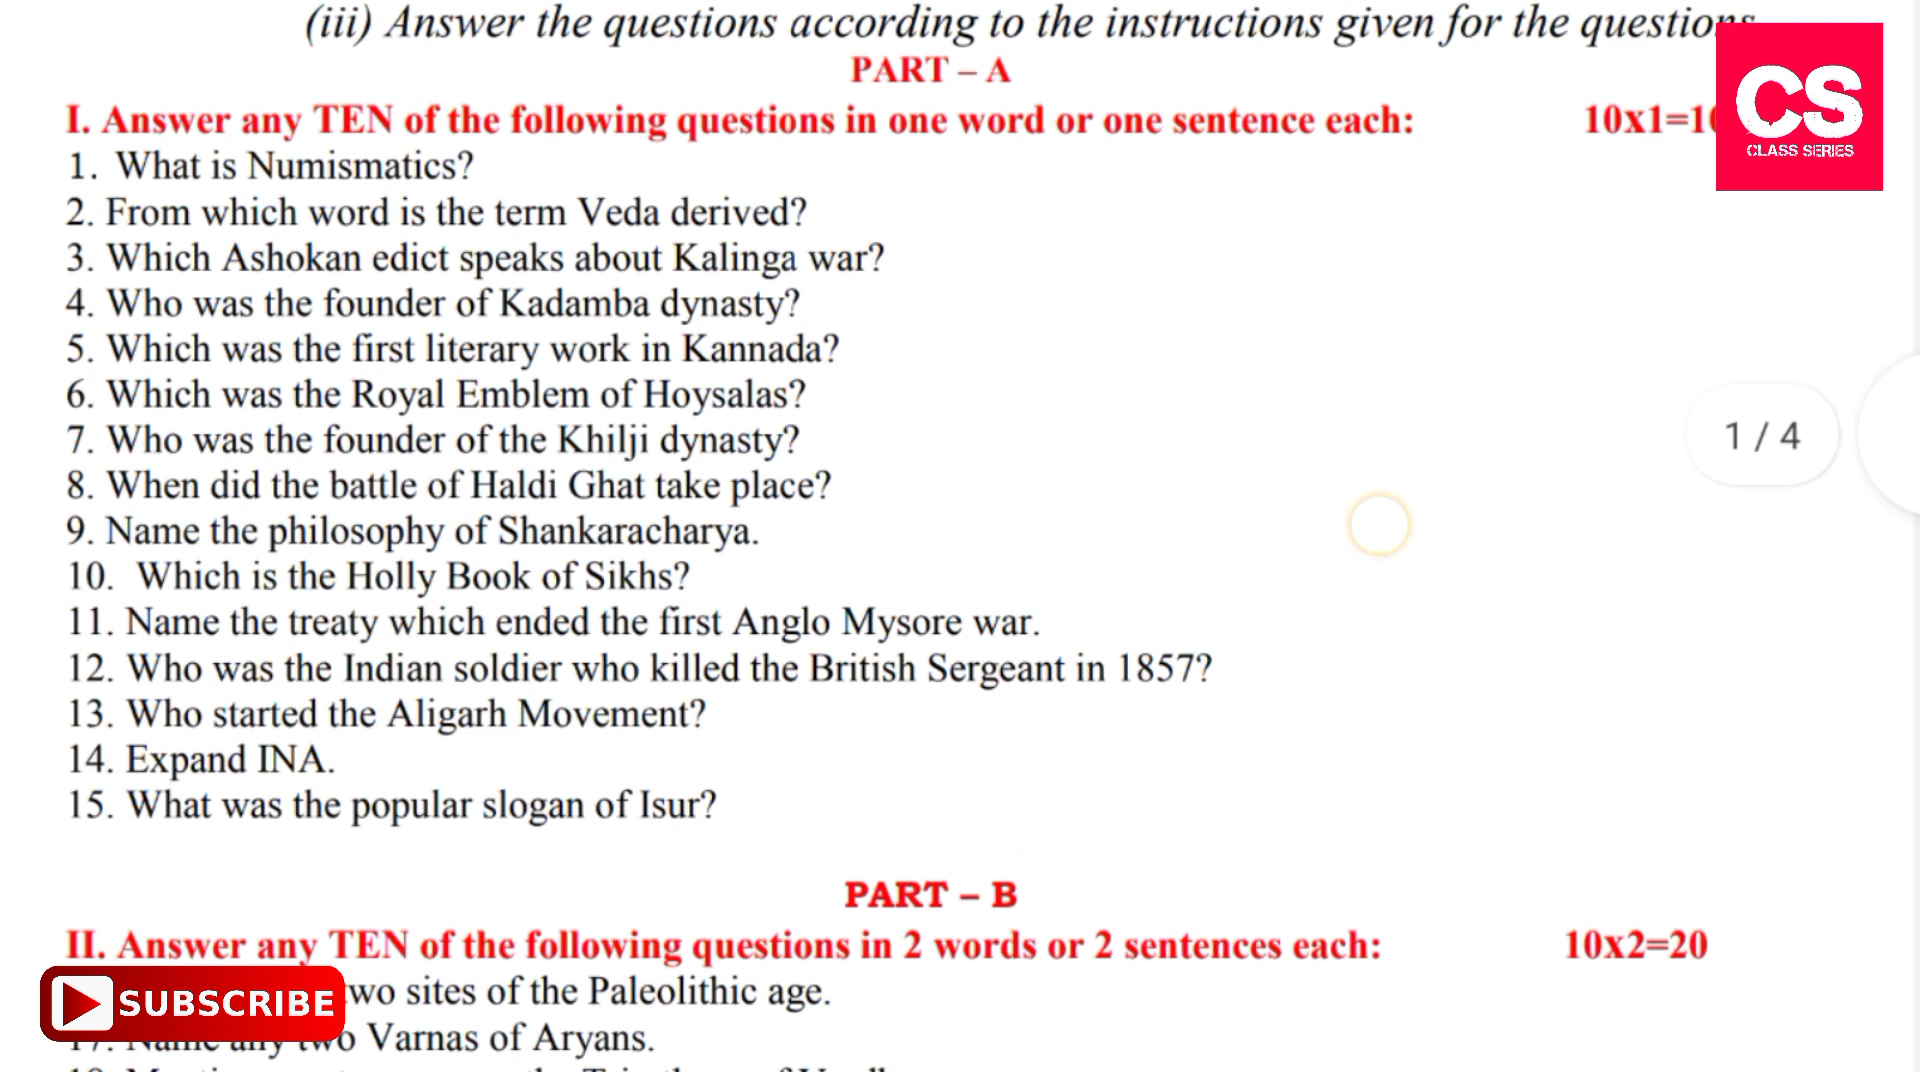 (iii) Answer the questions according to the instructions given for the
PART – A
I. Answer any TEN of the following questions in one word or one sentence each: 10x1=
CS
CLASS SERIES
1. What is Numismatics?
2. From which word is the term Veda derived?
3. Which Ashokan edict speaks about Kalinga war?
4. Who was the founder of Kadamba dynasty?
5. Which was the first literary work in Kannada?
6. Which was the Royal Emblem of Hoysalas?
7. Who was the founder of the Khilji dynasty?
1 / 4
8. When did the battle of Haldi Ghat take place?
9. Name the philosophy of Shankaracharya.
10. Which is the Holly Book of Sikhs?
11. Name the treaty which ended the first Anglo Mysore war.
12. Who was the Indian soldier who killed the British Sergeant in 1857?
13. Who started the Aligarh Movement?
14. Expand INA.
15. What was the popular slogan of Isur?
PART – B
II. Answer any TEN of the following questions in 2 words or 2 sentences each: 10x2=20
SUBSCRIBE
sites of the Paleolithic age.
17. Name any two Varnas of Aryans.